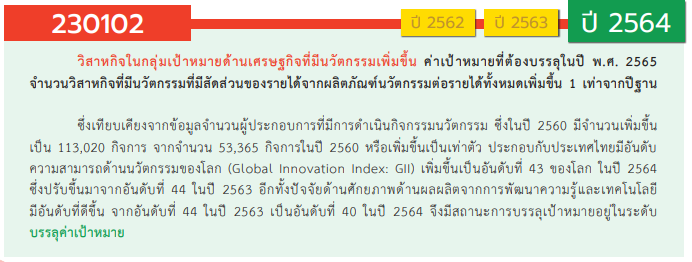 230102 ปี 2562 ปี 2563 ปี 2564
วิสาหกิจในกลุ่มเป้าหมายด้านเศรษฐกิจที่มีนวัตกรรมเพิ่มขึ้น ค่าเป้าหมายที่ต้องบรรลุในปี พ.ศ. 2565
จำนวนวิสาหกิจที่มีนวัตกรรมที่มีสัดส่วนของรายได้จากผลิตภัณฑ์นวัตกรรมต่อรายได้ทั้งหมดเพิ่มขึ้น 1 เท่าจากปีฐาน
ซึ่งเทียบเคียงจากข้อมูลจำนวนผู้ประกอบการที่มีการดำเนินกิจกรรมนวัตกรรม ซึ่งในปี 2560 มีจำนวนเพิ่มขึ้น
เป็น 113,020 กิจการ จากจำนวน 53,365 กิจการในปี 2560 หรือเพิ่มขึ้นเป็นเท่าตัว ประกอบกับประเทศไทยมีอันดับ
ความสามารถด้านนวัตกรรมของโลก (Global Innovation Index: GII) เพิ่มขึ้นเป็นอันดับที่ 43 ของโลก ในปี 2564
ซึ่งปรับขึ้นมาจากอันดับที่ 44 ในปี 2563 อีกทั้งปัจจัยด้านศักยภาพด้านผลผลิตจากการพัฒนาความรู้และเทคโนโลยี
มีอันดับที่ดีขึ้น จากอันดับที่ 44 ในปี 2563 เป็นอันดับที่ 40 ในปี 2564 จึงมีสถานะการบรรลุเป้าหมายอยู่ในระดับ
บรรลุค่าเป้าหมาย